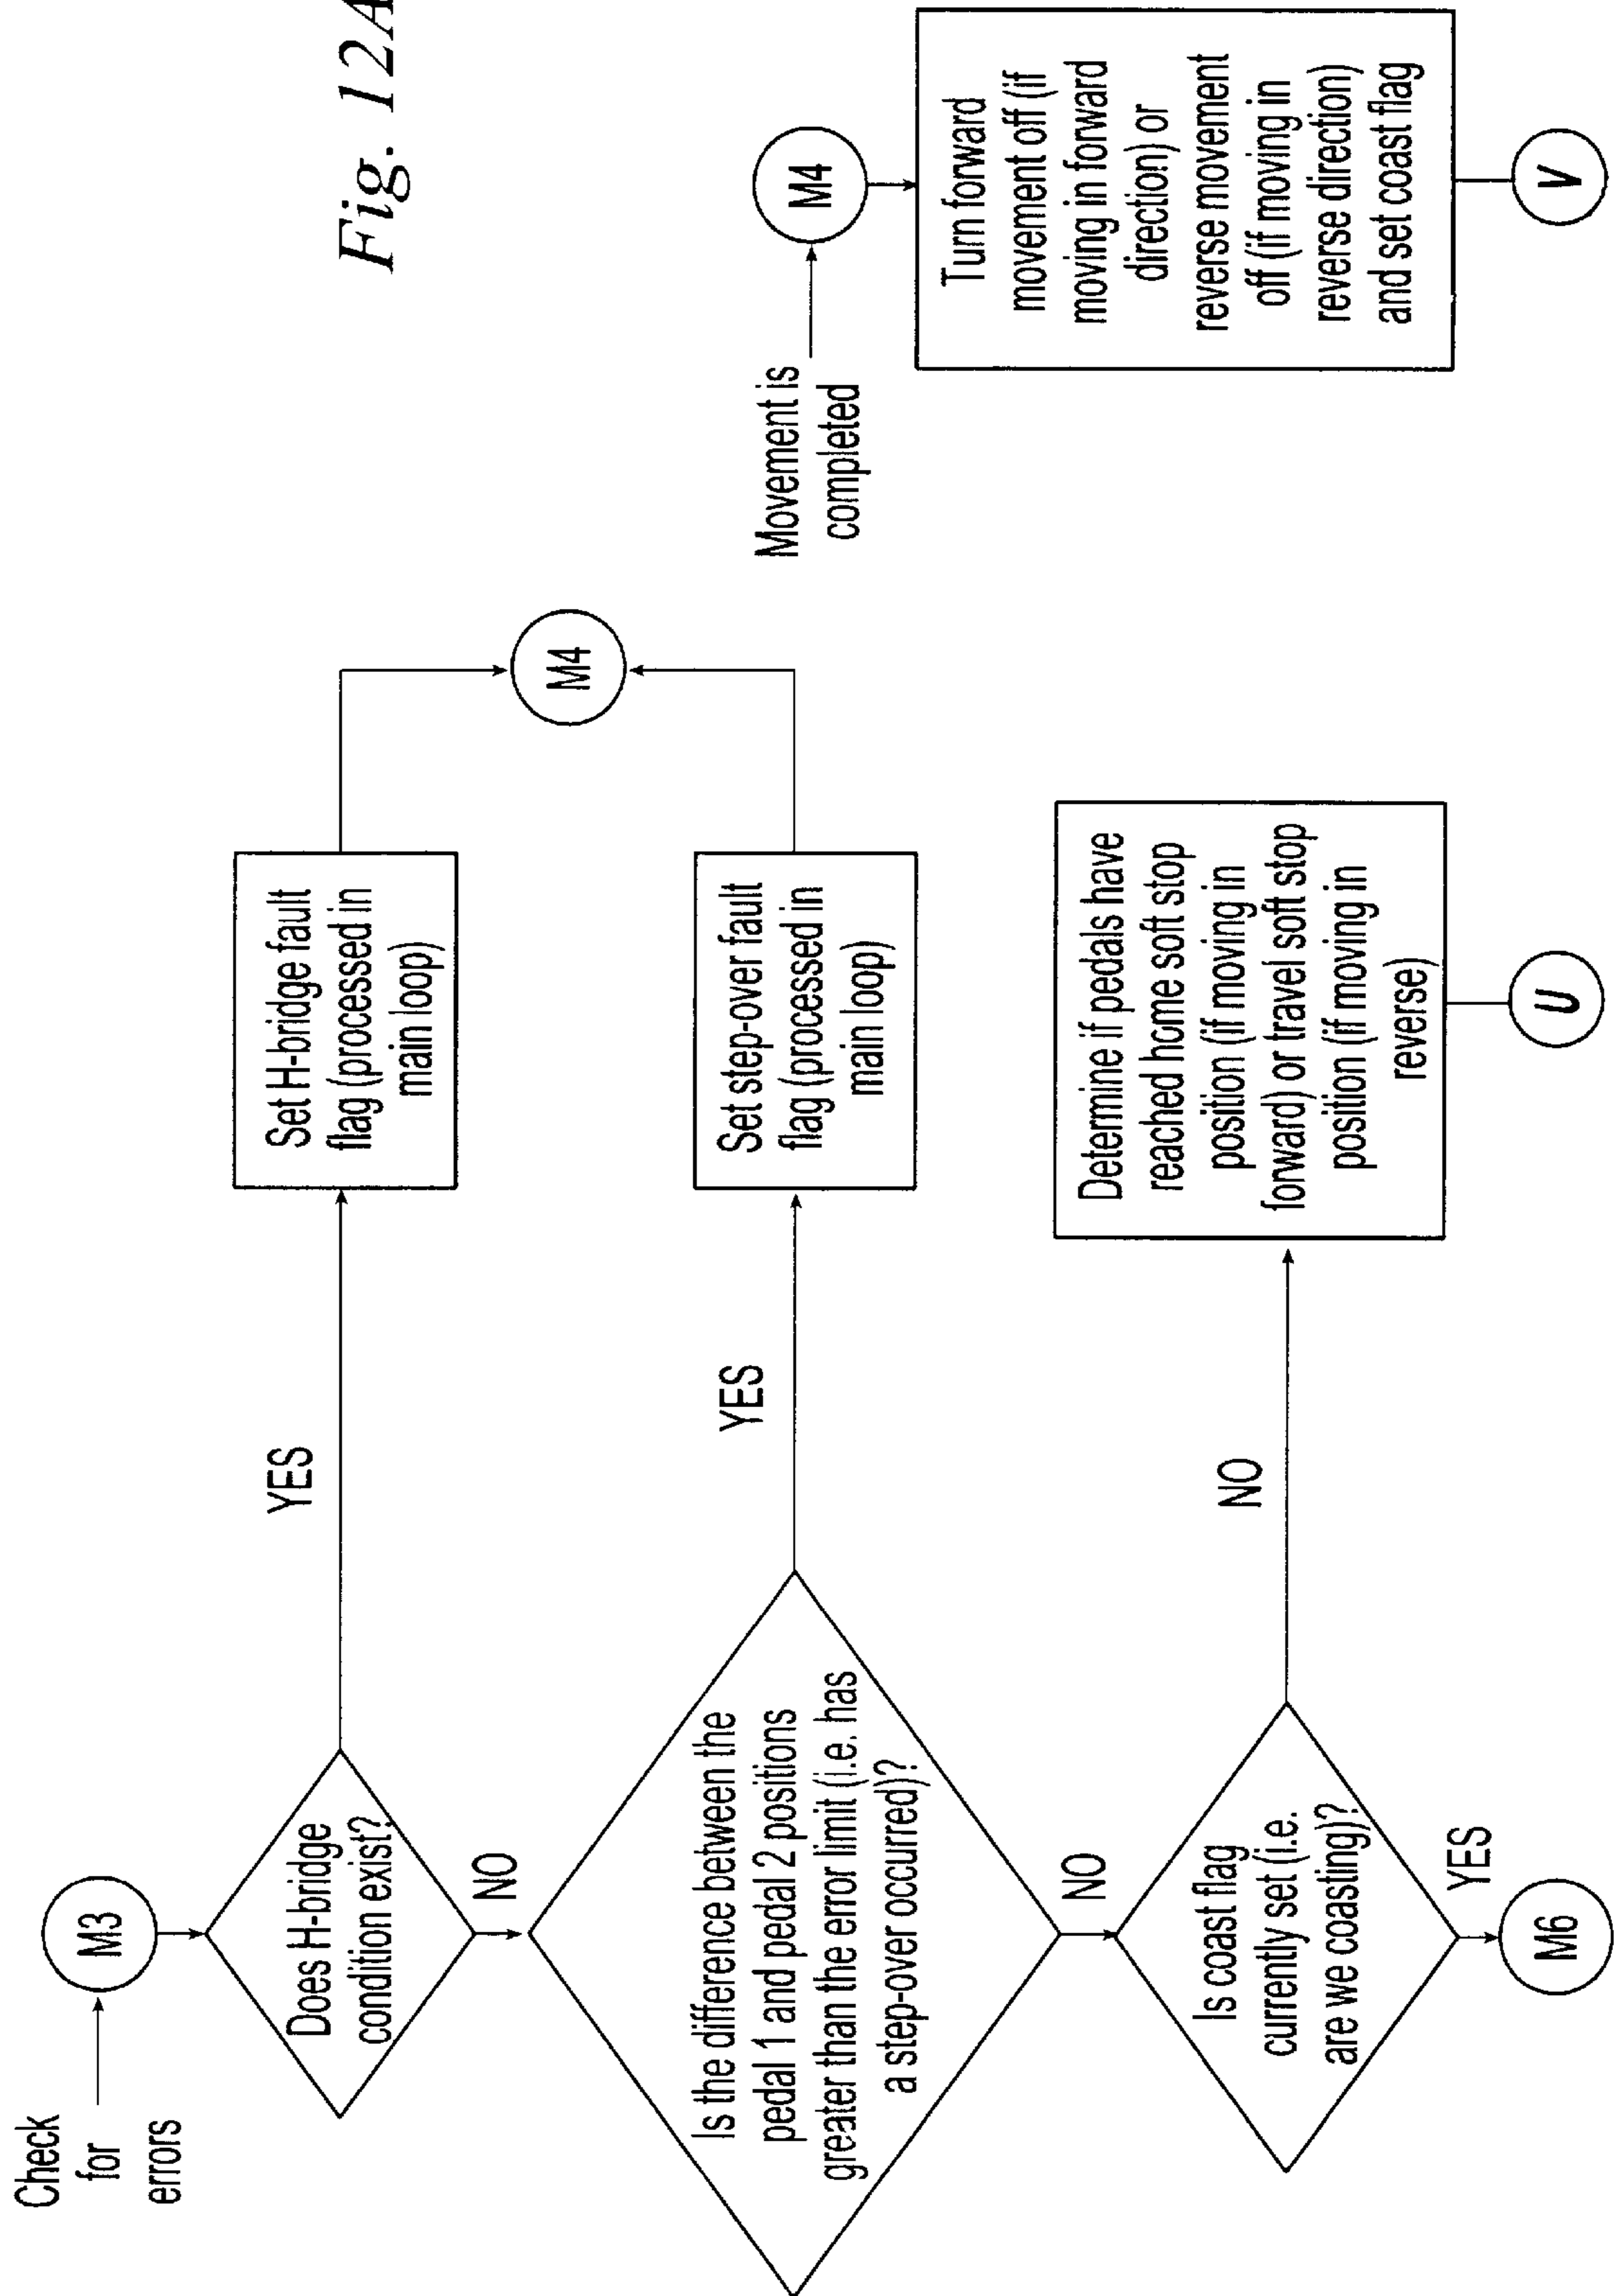 Fig. 12A
Check
for
errors
M3
Does H-bridge
condition exist?
YES
Set H-bridge fault
flag (processed in
main loop)
NO
M4
Is the difference between the
pedal 1 and pedal 2 positions
greater than the error limit (i.e. has
a step-over occurred)?
YES
Set step-over fault
flag (processed in
main loop)
NO
Is coast flag
currently set (i.e.
are we coasting)?
NO
Determine if pedals have
reached home soft stop
position (if moving in
forward) or travel soft stop
position (if moving in
reverse)
U
YES
M6
Movement is
completed
M4
Turn forward
movement off (if
moving in forward
direction) or
reverse movement
off (if moving in
reverse direction)
and set coast flag
V